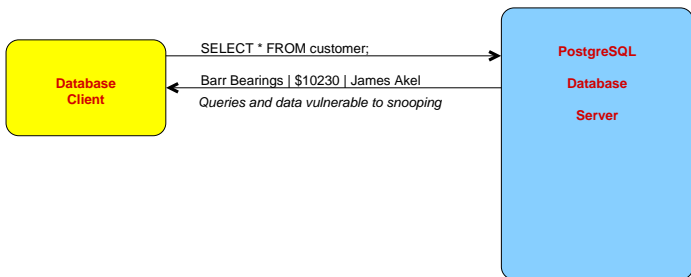 Database
Client
SELECT * FROM customer;
Barr Bearings | $10230 | James Akel
Queries and data vulnerable to snooping
PostgreSQL
Database
Server